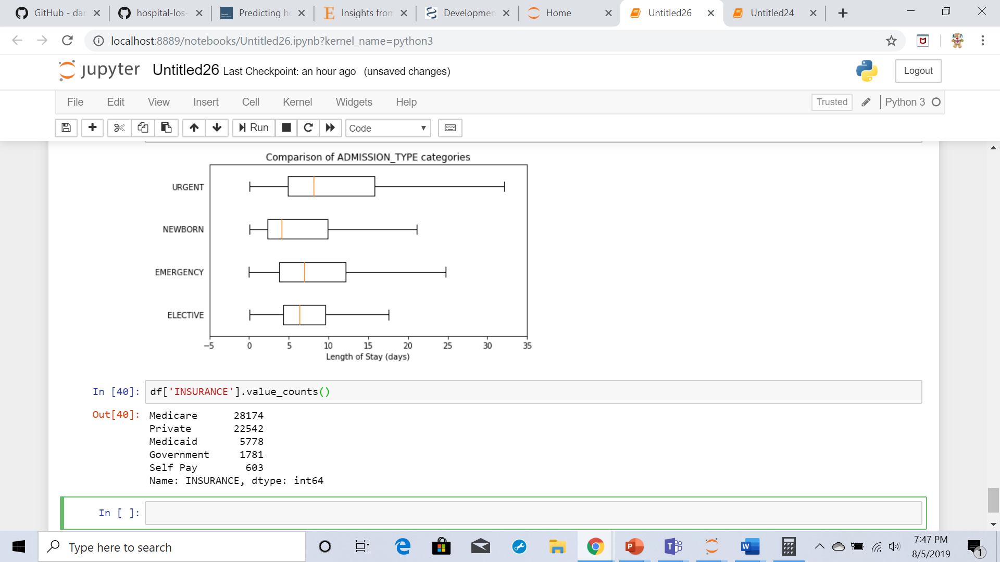 GitHub - dar
hospital-los-
Predicting ho
Insights from
Developmen
Home
Untitled26
Untitled24
localhost:8889/notebooks/Untitled26.ipynb?kernel_name=python3
jupyter Untitled26 Last Checkpoint: an hour ago (unsaved changes)
Logout
File Edit View Insert Cell Kernel Widgets Help
Trusted
Python 3
Run
Code
Comparison of ADMISSION_TYPE categories
URGENT
NEWBORN
EMERGENCY
ELECTIVE
−5 0 5 10 15 20 25 30 35
Length of Stay (days)
In [40]: df['INSURANCE'].value_counts()
Out[40]: Medicare 28174
Private 22542
Medicaid 5778
Government 1781
Self Pay 603
Name: INSURANCE, dtype: int64
In [ ]:
Type here to search
7:47 PM
8/5/2019
1